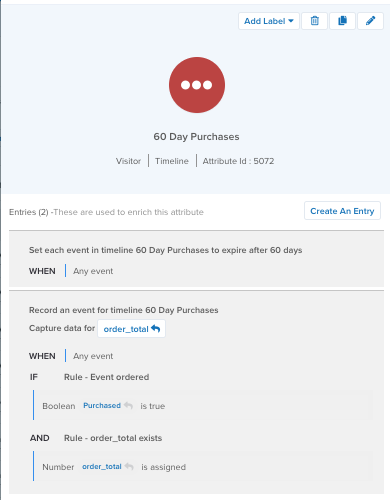 Add Label
60 Day Purchases
Visitor | Timeline | Attribute Id : 5072
Entries (2) -These are used to enrich this attribute
Create An Entry
Set each event in timeline 60 Day Purchases to expire after 60 days
WHEN | Any event
Record an event for timeline 60 Day Purchases
Capture data for order_total
WHEN | Any event
IF Rule - Event ordered
Boolean Purchased is true
AND Rule - order_total exists
Number order_total is assigned